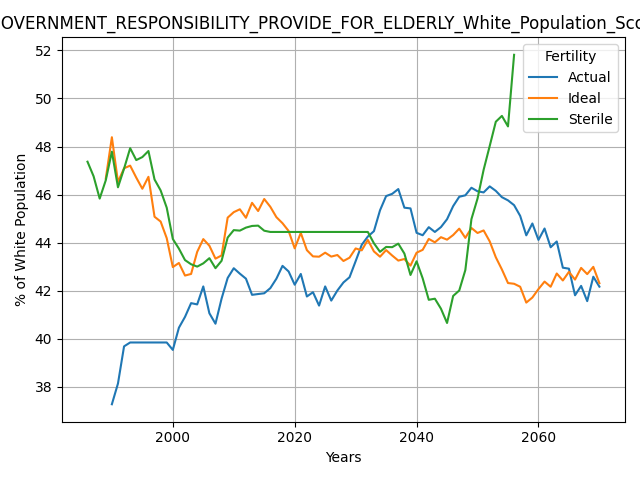 OVERNMENT_RESPONSIBILITY_PROVIDE_FOR_ELDERLY_White_Population_Sco
52
50
48
46
44
42
40
38
% of White Population
Fertility
Actual
Ideal
Sterile
2000 2020 2040 2060
Years